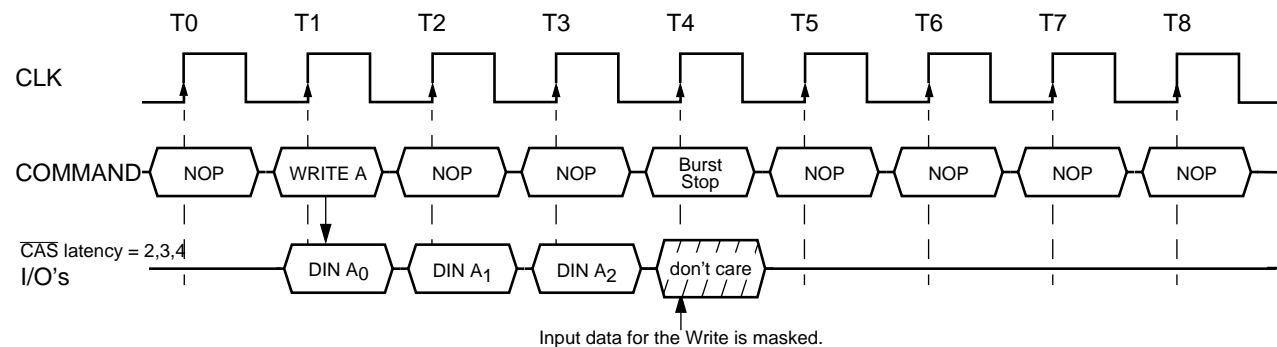 T0 T1 T2 T3 T4 T5 T6 T7 T8
CLK
COMMAND NOP WRITE A NOP NOP Burst Stop NOP NOP NOP NOP
CAS latency = 2,3,4
I/O's DIN A0 DIN A1 DIN A2 don't care
Input data for the Write is masked.